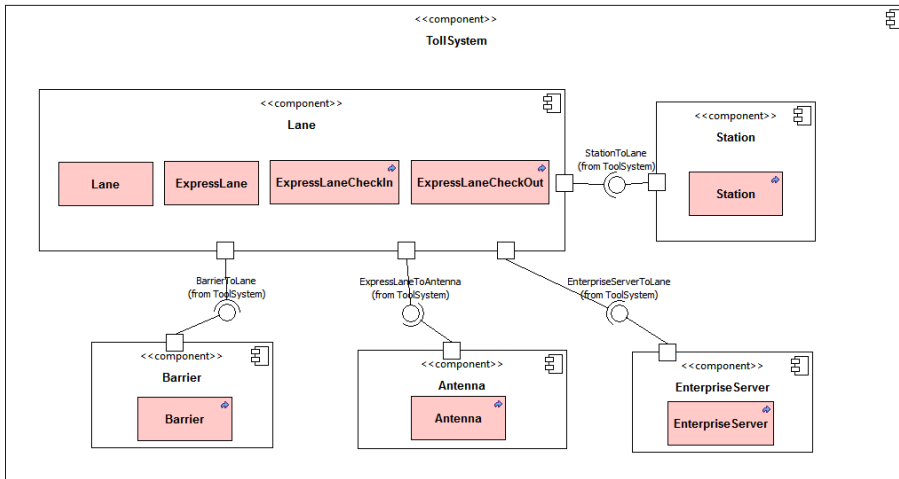 <<component>>
TollSystem
<<component>>
Lane
Lane
ExpressLane
ExpressLaneCheckIn
ExpressLaneCheckOut
StationToLane
(from ToolSystem)
<<component>>
Station
Station
BarrierToLane
(from ToolSystem)
ExpressLaneToAntenna
(from ToolSystem)
EnterpriseServerToLane
(from ToolSystem)
<<component>>
Barrier
Barrier
<<component>>
Antenna
Antenna
<<component>>
EnterpriseServer
EnterpriseServer